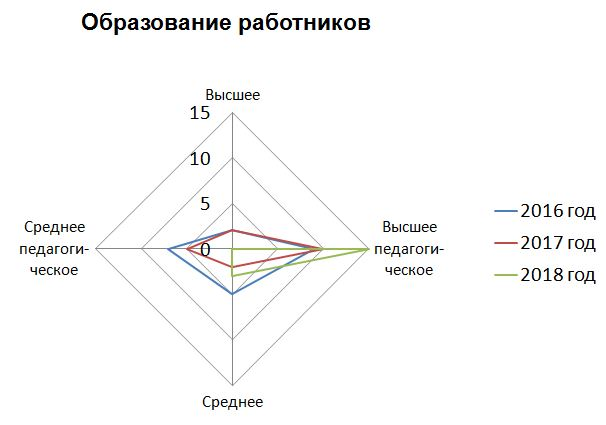 Образование работников
Высшее
15
10
5
0
Среднее
педагоги-
ческое
Высшее
педагоги-
ческое
Среднее
2016 год
2017 год
2018 год